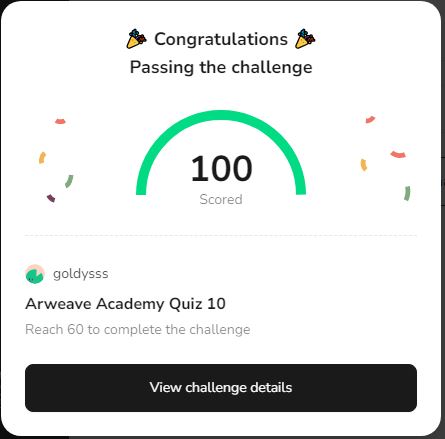 🎉 Congratulations 🎉
Passing the challenge
100
Scored
goldysss
Arweave Academy Quiz 10
Reach 60 to complete the challenge
View challenge details